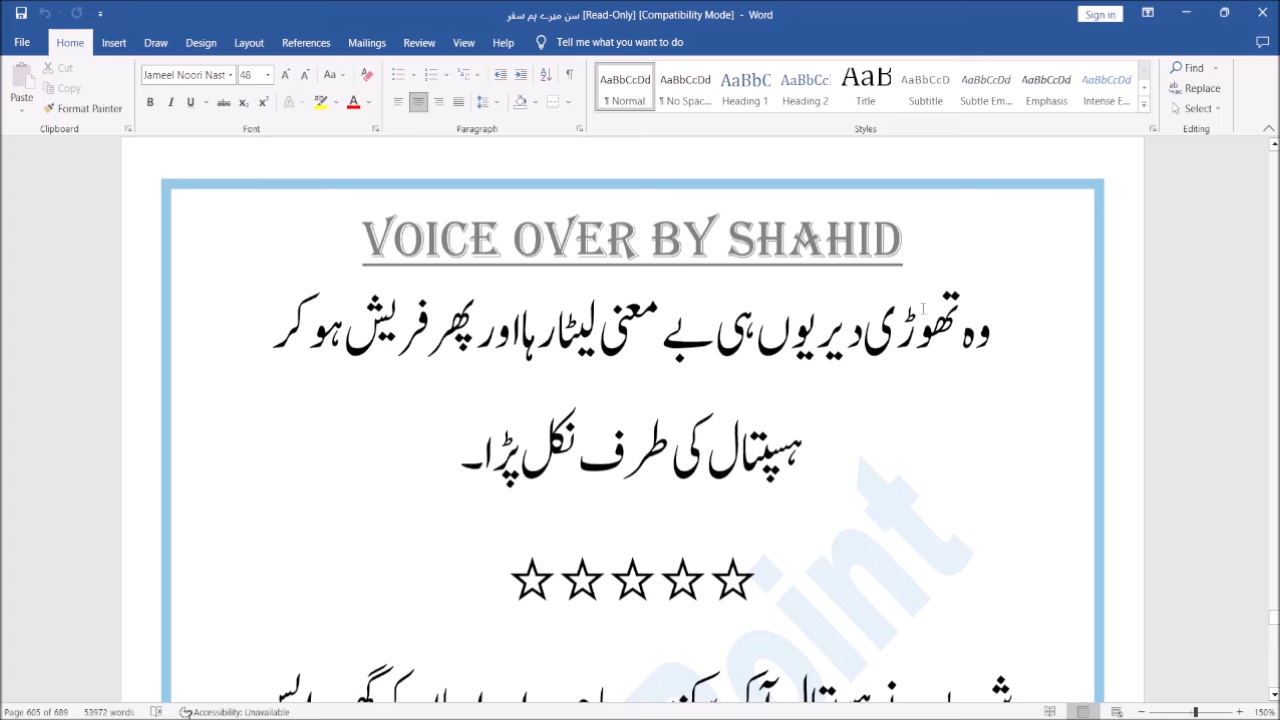 سن میرے ہم سفر [Read-Only] [Compatibility Mode] - Word
Sign in
File Home Insert Draw Design Layout References Mailings Review View Help Tell me what you want to do
Paste
Cut
Copy
Format Painter
Clipboard
Jameel Noori Nast 48
Font
Paragraph
AaBbCcDd AaBbCcDd AaBbC AaBbCc AaB AaBbCcD AaBbCcDd AaBbCcDd AaBbCcDd
¶ Normal ¶ No Spac... Heading 1 Heading 2 Title Subtitle Subtle Em... Emphasis Intense E...
Styles
Find
Replace
Select
Editing
VOICE OVER BY SHAHID
وہ تھوڑی دیر یوں ہی بے معنی لیٹا رہا اور پھر فریش ہو کر
ہسپتال کی طرف نکل پڑا۔
☆☆☆☆☆
Point
Page 605 of 689 53972 words Accessibility: Unavailable 150%